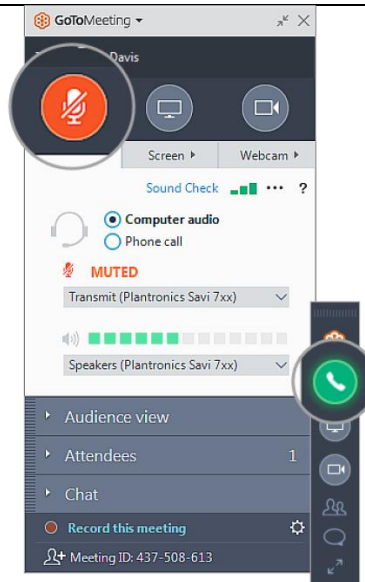 GoToMeeting
Davis
Screen
Webcam
Sound Check ... ?
Computer audio
Phone call
MUTED
Transmit (Plantronics Savi 7xx)
Speakers (Plantronics Savi 7xx)
Audience view
Attendees 1
Chat
Record this meeting
Meeting ID: 437-508-613